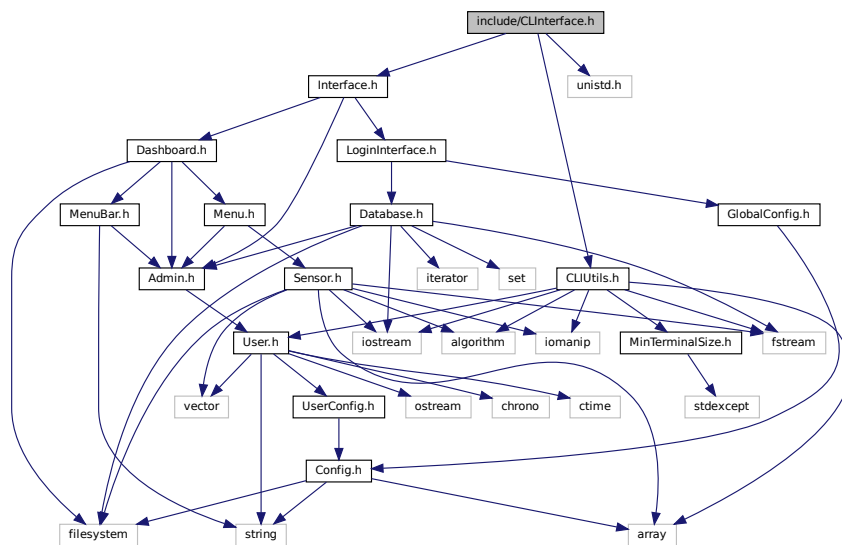 include/CLInterface.h
Interface.h
unistd.h
Dashboard.h
LoginInterface.h
MenuBar.h
Menu.h
Database.h
GlobalConfig.h
Admin.h
Sensor.h
iterator
set
CLIUtils.h
User.h
iostream
algorithm
iomanip
MinTerminalSize.h
fstream
vector
UserConfig.h
ostream
chrono
ctime
stdexcept
Config.h
filesystem
string
array